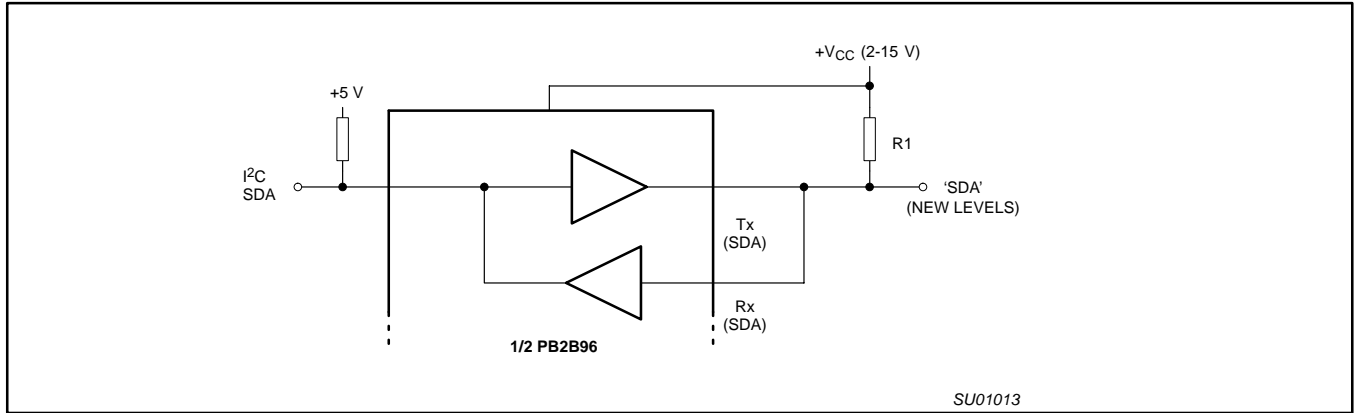 +VCC (2-15 V)
+5 V
R1
I2C
SDA
'SDA'
(NEW LEVELS)
Tx
(SDA)
Rx
(SDA)
1/2 PB2B96
SU01013